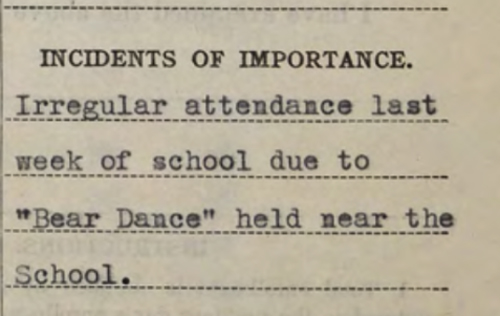 INCIDENTS OF IMPORTANCE.
Irregular attendance last
week of school due to
"Bear Dance" held near the
School.